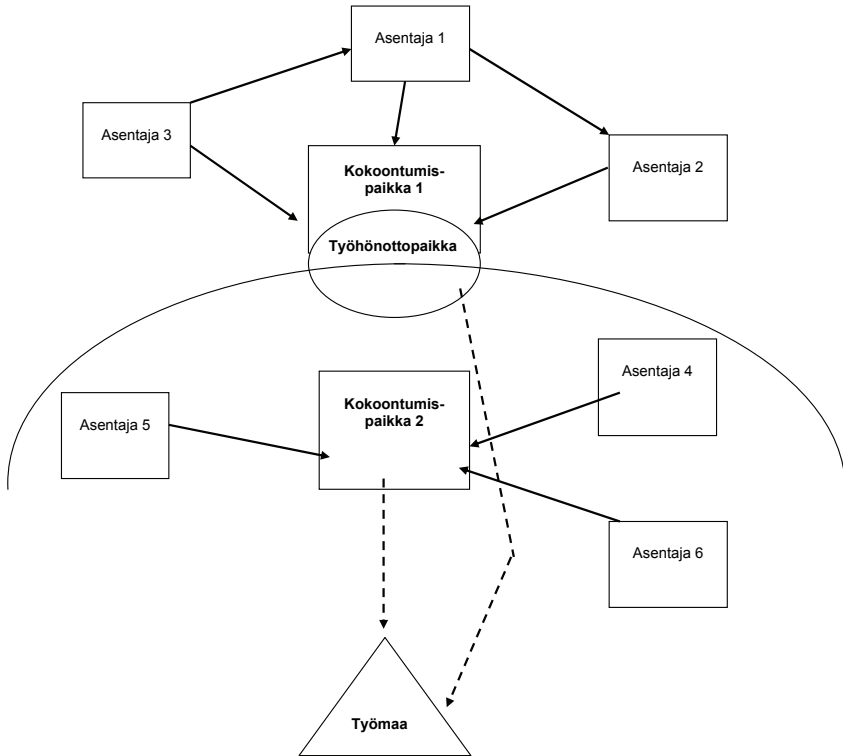 Asentaja 1
Asentaja 3
Asentaja 2
Kokoontumis-
paikka 1
Työhönottopaikka
Asentaja 4
Kokoontumis-
paikka 2
Asentaja 5
Asentaja 6
Työmaa